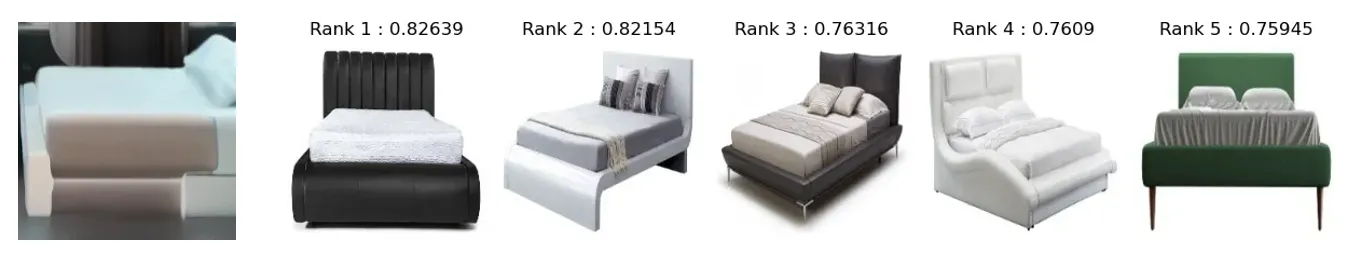 Rank 1 : 0.82639
Rank 2 : 0.82154
Rank 3 : 0.76316
Rank 4 : 0.7609
Rank 5 : 0.75945